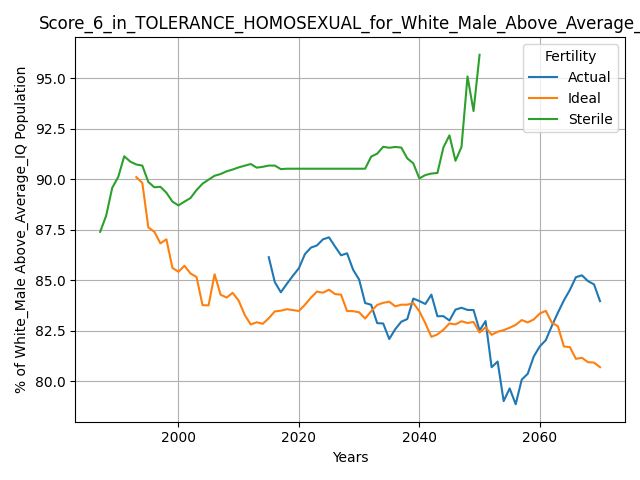 Score_6_in_TOLERANCE_HOMOSEXUAL_for_White_Male_Above_Average_
Fertility
Actual
Ideal
Sterile
% of White_Male Above_Average_IQ Population
95.0
92.5
90.0
87.5
85.0
82.5
80.0
2000
2020
2040
2060
Years